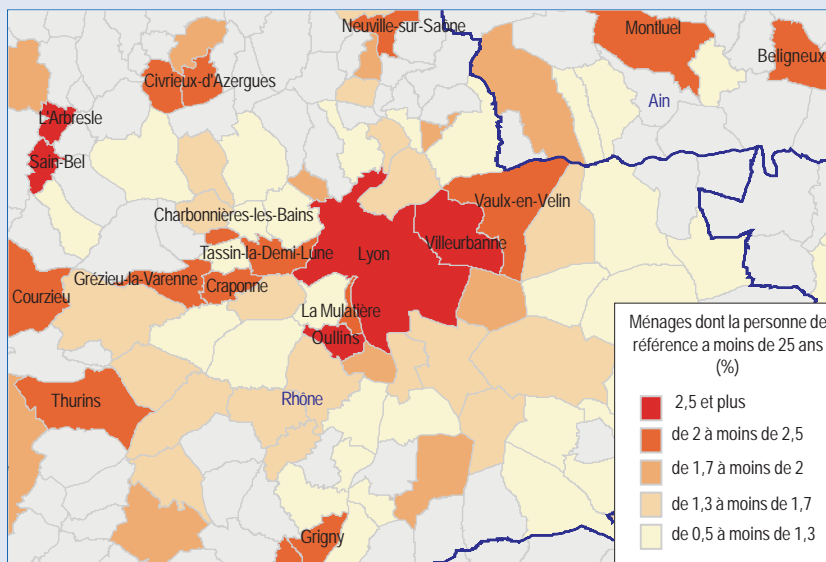 Neuville-sur-Saône
Montluel
Beligneux
Civrieux-d'Azergues
Ain
L'Arbresle
Sain-Bel
Vaulx-en-Velin
Charbonnières-les-Bains
Villeurbanne
Tassin-la-Demi-Lune
Lyon
Grézieu-la-Varenne
Craponne
Courzieu
La Mulatière
Oullins
Thurins
Rhône
Grigny
Ménages dont la personne de
référence a moins de 25 ans
(%)
2,5 et plus
de 2 à moins de 2,5
de 1,7 à moins de 2
de 1,3 à moins de 1,7
de 0,5 à moins de 1,3